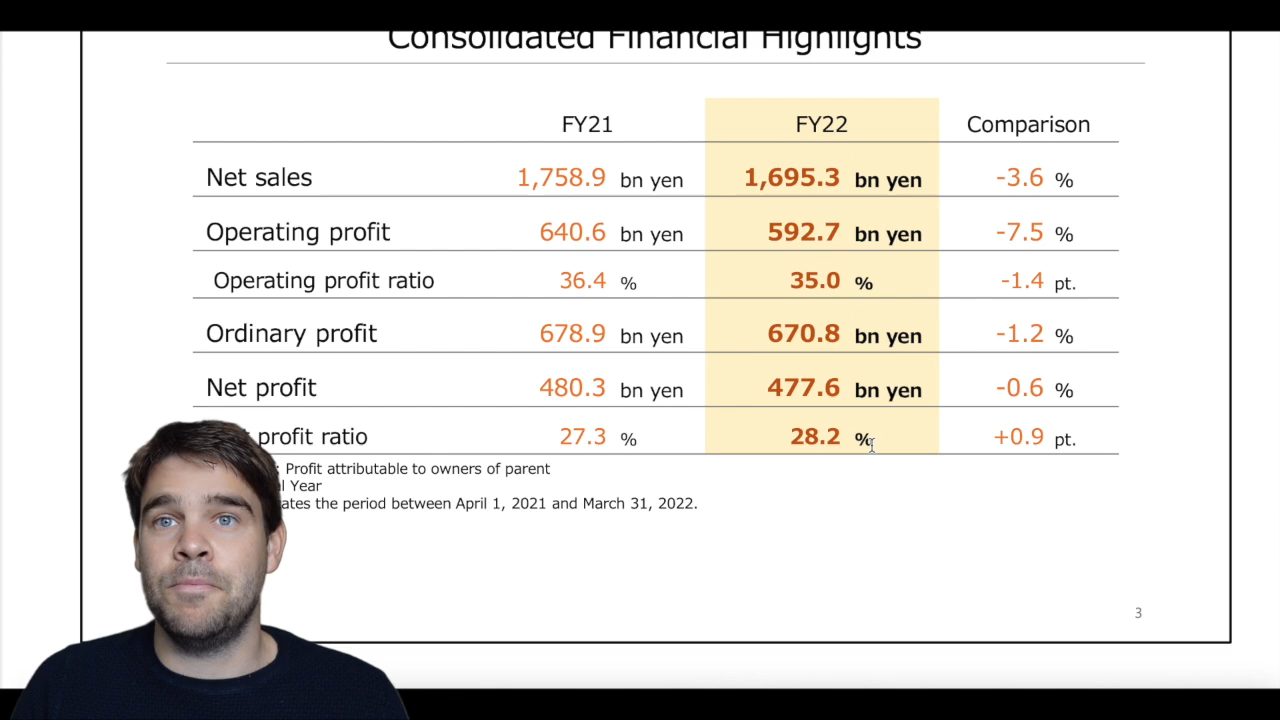 Consolidated Financial Highlights
FY21 FY22 Comparison
Net sales 1,758.9 bn yen 1,695.3 bn yen -3.6 %
Operating profit 640.6 bn yen 592.7 bn yen -7.5 %
Operating profit ratio 36.4 % 35.0 % -1.4 pt.
Ordinary profit 678.9 bn yen 670.8 bn yen -1.2 %
Net profit 480.3 bn yen 477.6 bn yen -0.6 %
profit ratio 27.3 % 28.2 % +0.9 pt.
: Profit attributable to owners of parent
Year
the period between April 1, 2021 and March 31, 2022.
3